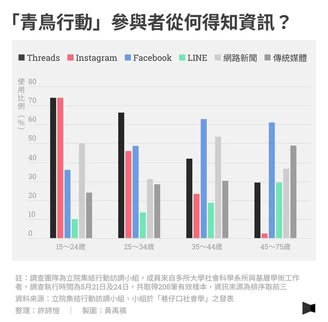 「青鳥行動」參與者從何得知資訊？
Threads Instagram Facebook LINE 網路新聞 傳統媒體
使用比例（%）
80
70
60
50
40
30
20
10
0
15～24歲 25～34歲 35～44歲 45～75歲
註：調查團隊為立院集結行動訪調小組，成員來自多所大學社會科學系所與基層學術工作
者，調查執行時間為5月21日及24日，共取得208筆有效樣本，資訊來源為排序取前三
資料來源：立院集結行動訪調小組、小組於「巷仔口社會學」之發表
整理：許詩愷 ｜ 製圖：黃禹禛